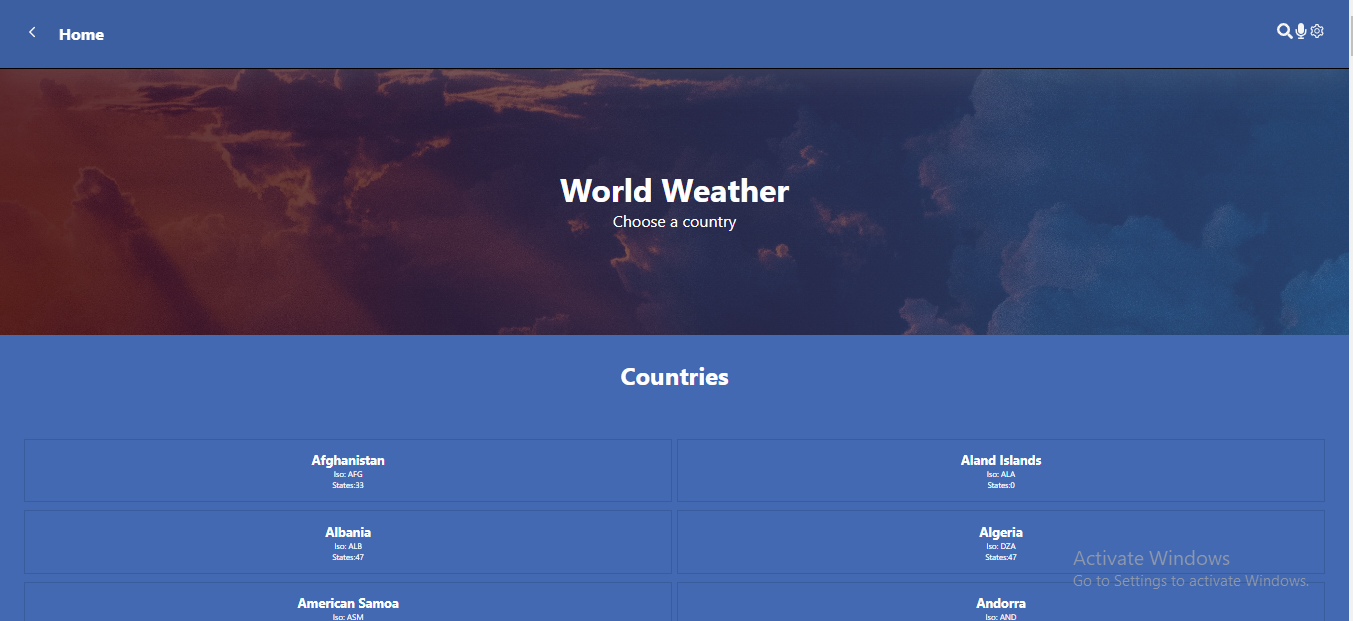 Home
World Weather
Choose a country
Countries
Afghanistan
Iso: AFG
States:33
Aland Islands
Iso: ALA
States:0
Albania
Iso: ALB
States:47
Algeria
Iso: DZA
States:47
American Samoa
Iso: ASM
Andorra
Iso: AND
Activate Windows
Go to Settings to activate Windows.